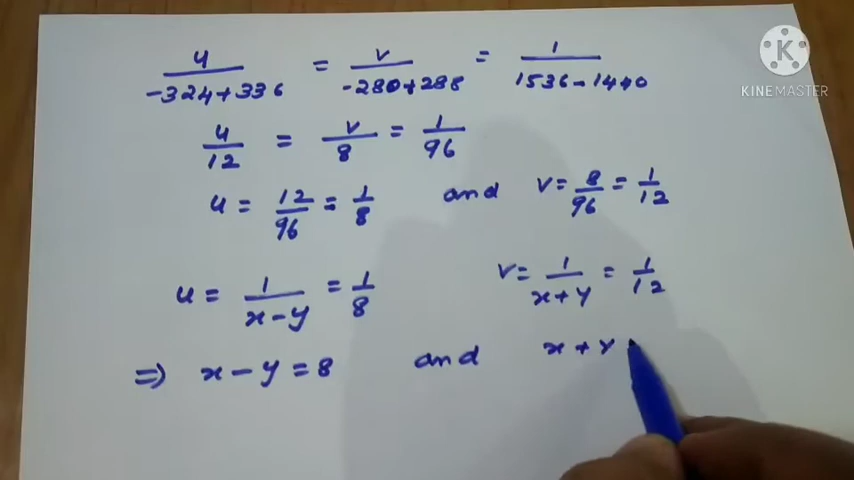 u/-324+336 = v/-280+288 = 1/1536-1440
K
KINEMASTER
u/12 = v/8 = 1/96
u = 12/96 = 1/8 and v = 8/96 = 1/12
u = 1/x-y = 1/8 v = 1/x+y = 1/12
⇒ x-y = 8 and x+y